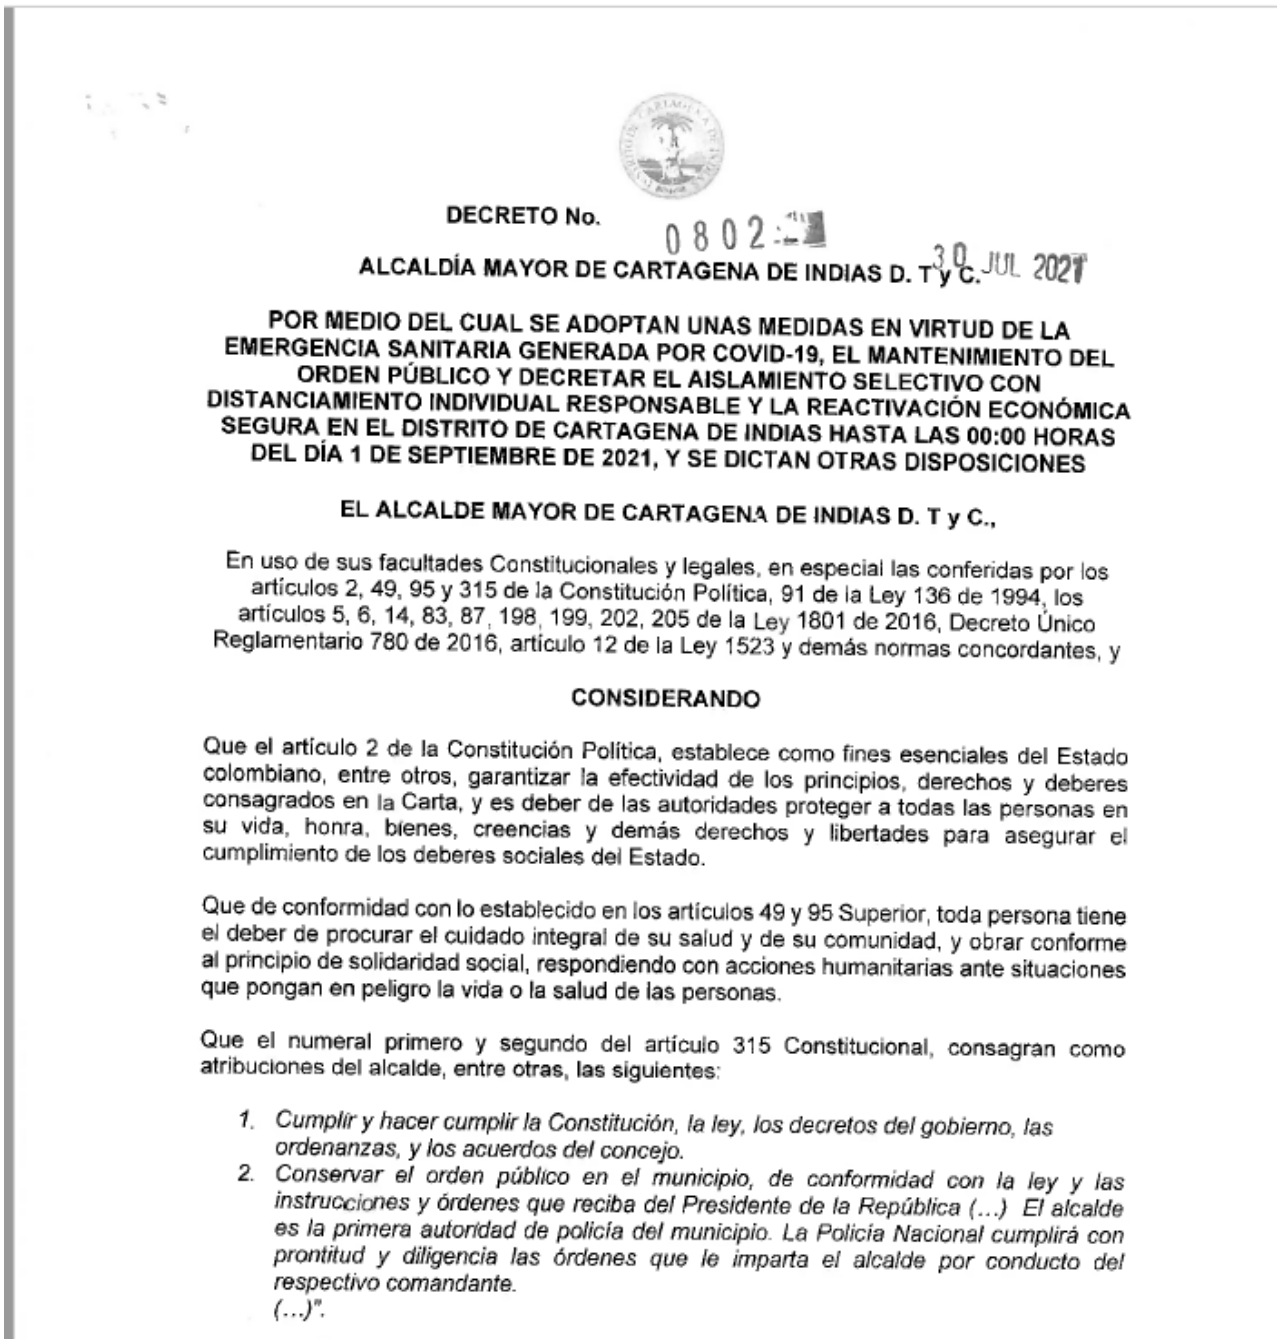 DECRETO No.
0802
ALCALDÍA MAYOR DE CARTAGENA DE INDIAS D. T y C. 30 JUL 2021
POR MEDIO DEL CUAL SE ADOPTAN UNAS MEDIDAS EN VIRTUD DE LA
EMERGENCIA SANITARIA GENERADA POR COVID-19, EL MANTENIMIENTO DEL
ORDEN PÚBLICO Y DECRETAR EL AISLAMIENTO SELECTIVO CON
DISTANCIAMIENTO INDIVIDUAL RESPONSABLE Y LA REACTIVACIÓN ECONÓMICA
SEGURA EN EL DISTRITO DE CARTAGENA DE INDIAS HASTA LAS 00:00 HORAS
DEL DÍA 1 DE SEPTIEMBRE DE 2021, Y SE DICTAN OTRAS DISPOSICIONES
EL ALCALDE MAYOR DE CARTAGENA DE INDIAS D. T y C.,
En uso de sus facultades Constitucionales y legales, en especial las conferidas por los
artículos 2, 49, 95 y 315 de la Constitución Política, 91 de la Ley 136 de 1994, los
artículos 5, 6, 14, 83, 87, 198, 199, 202, 205 de la Ley 1801 de 2016, Decreto Único
Reglamentario 780 de 2016, artículo 12 de la Ley 1523 y demás normas concordantes, y
CONSIDERANDO
Que el artículo 2 de la Constitución Política, establece como fines esenciales del Estado
colombiano, entre otros, garantizar la efectividad de los principios, derechos y deberes
consagrados en la Carta, y es deber de las autoridades proteger a todas las personas en
su vida, honra, bienes, creencias y demás derechos y libertades para asegurar el
cumplimiento de los deberes sociales del Estado.
Que de conformidad con lo establecido en los artículos 49 y 95 Superior, toda persona tiene
el deber de procurar el cuidado integral de su salud y de su comunidad, y obrar conforme
al principio de solidaridad social, respondiendo con acciones humanitarias ante situaciones
que pongan en peligro la vida o la salud de las personas.
Que el numeral primero y segundo del artículo 315 Constitucional, consagran como
atribuciones del alcalde, entre otras, las siguientes:
1. Cumplir y hacer cumplir la Constitución, la ley, los decretos del gobierno, las
ordenanzas, y los acuerdos del concejo.
2. Conservar el orden público en el municipio, de conformidad con la ley y las
instrucciones y órdenes que reciba del Presidente de la República (...) El alcalde
es la primera autoridad de policía del municipio. La Policía Nacional cumplirá con
prontitud y diligencia las órdenes que le imparta el alcalde por conducto del
respectivo comandante.
(...)".